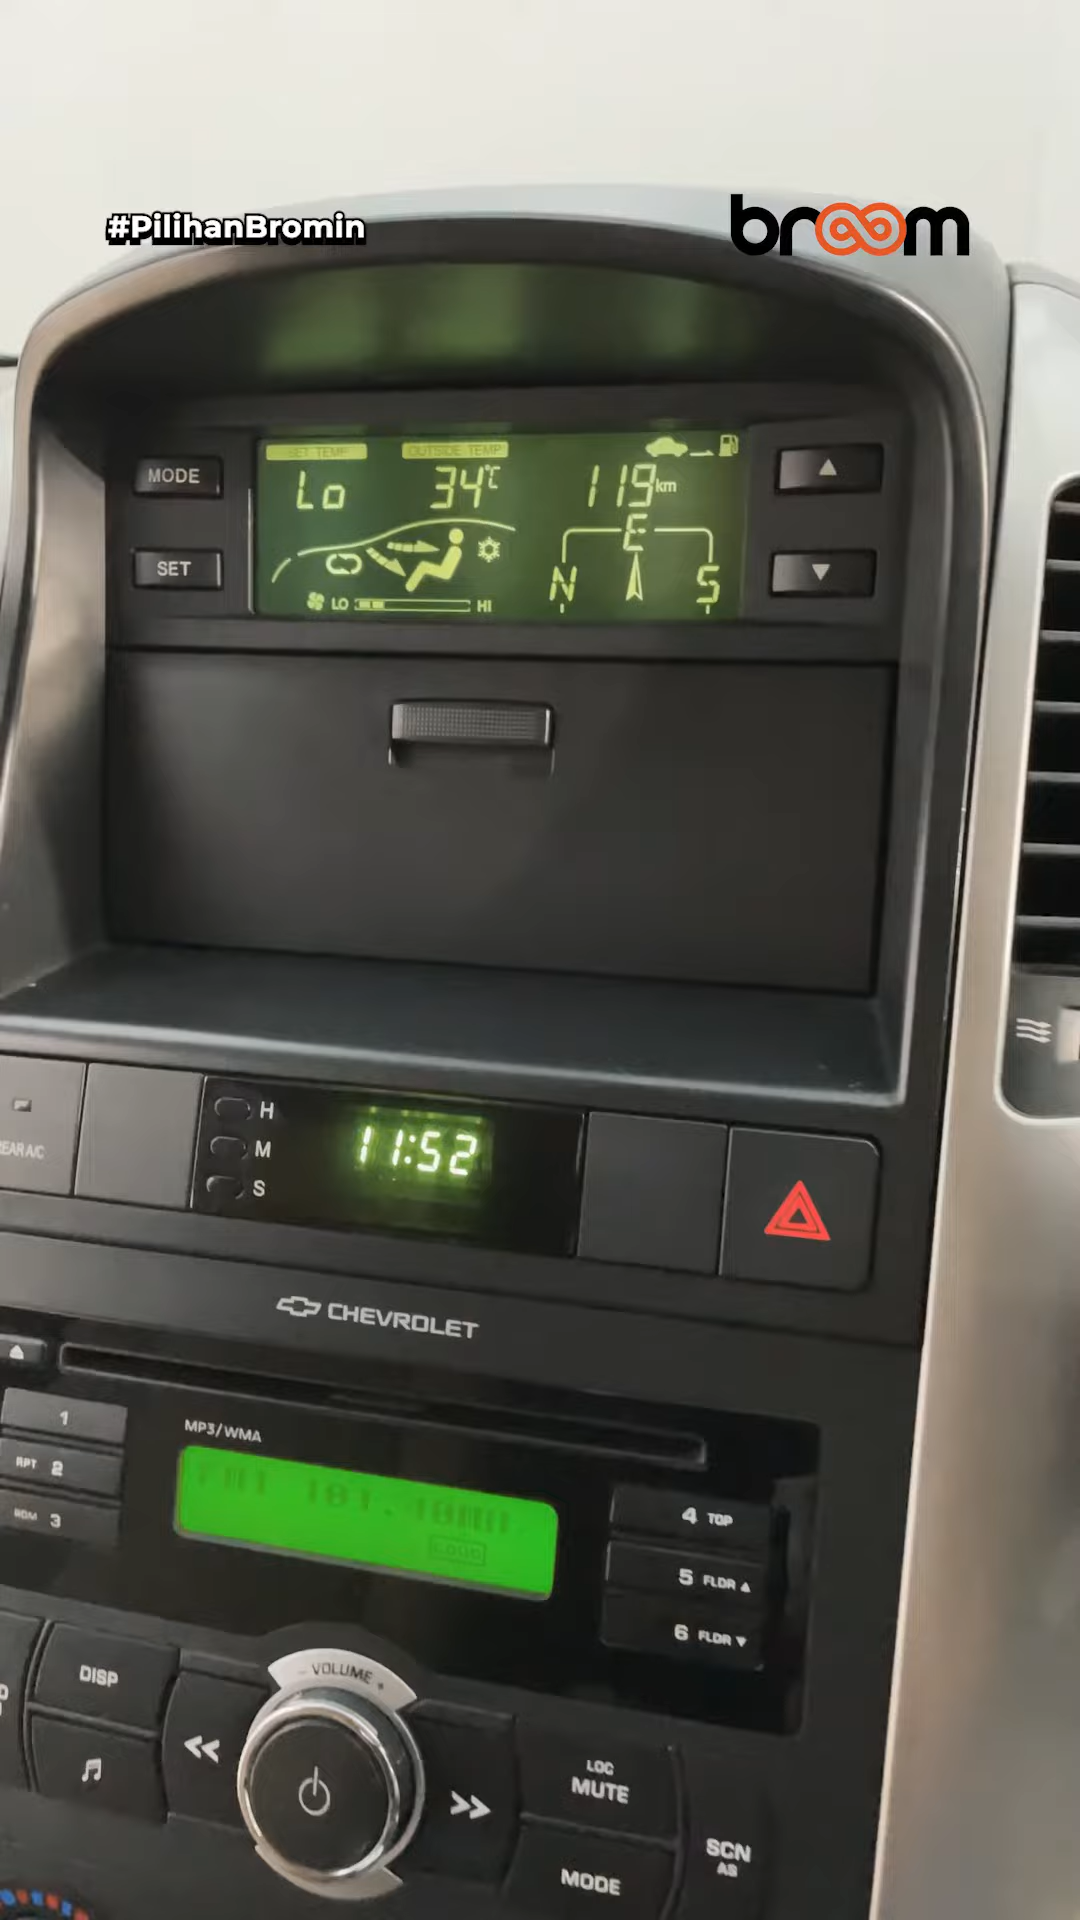 #PilihanBromin
broom
MODE
SET
SET TEMP
OUTSIDE TEMP
Lo
34°C
119km
E
N
S
LO
HI
REAR A/C
H
M
S
11:52
CHEVROLET
1
RPT 2
RDM 3
MP3/WMA
LOUD
4 TOP
5 FLDR ▲
6 FLDR ▼
DISP
- VOLUME +
LOC
MUTE
MODE
SCN
AS